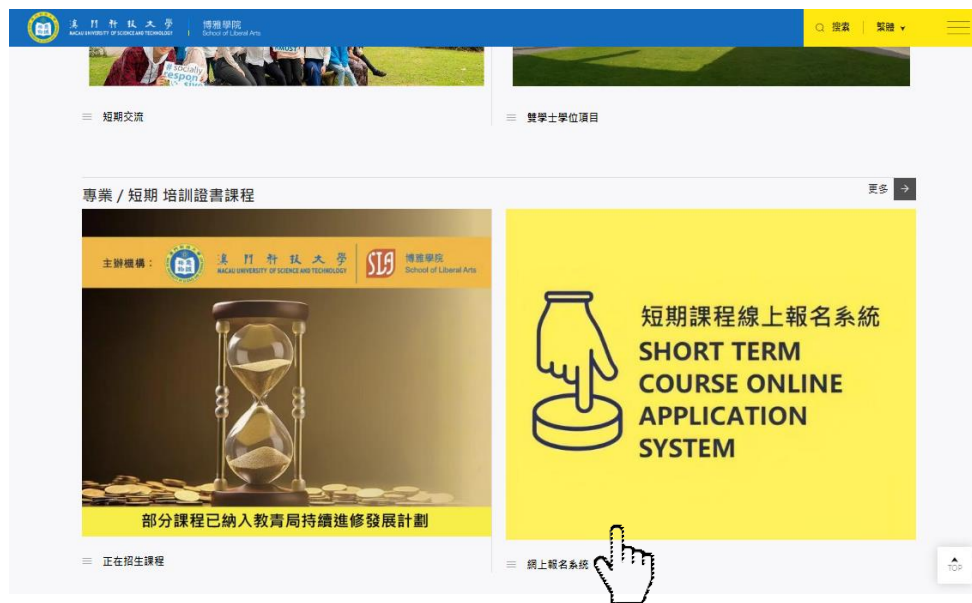 澳門科技大學
MACAU UNIVERSITY OF SCIENCE AND TECHNOLOGY
博雅學院
School of Liberal Arts
搜索
繁體
# socially
respon
短期交流
雙學士學位項目
專業 / 短期 培訓證書課程
更多
主辦機構：
澳門科技大學
MACAU UNIVERSITY OF SCIENCE AND TECHNOLOGY
SLA
博雅學院
School of Liberal Arts
部分課程已納入教青局持續進修發展計劃
短期課程線上報名系統
SHORT TERM
COURSE ONLINE
APPLICATION
SYSTEM
正在招生課程
網上報名系統
TOP